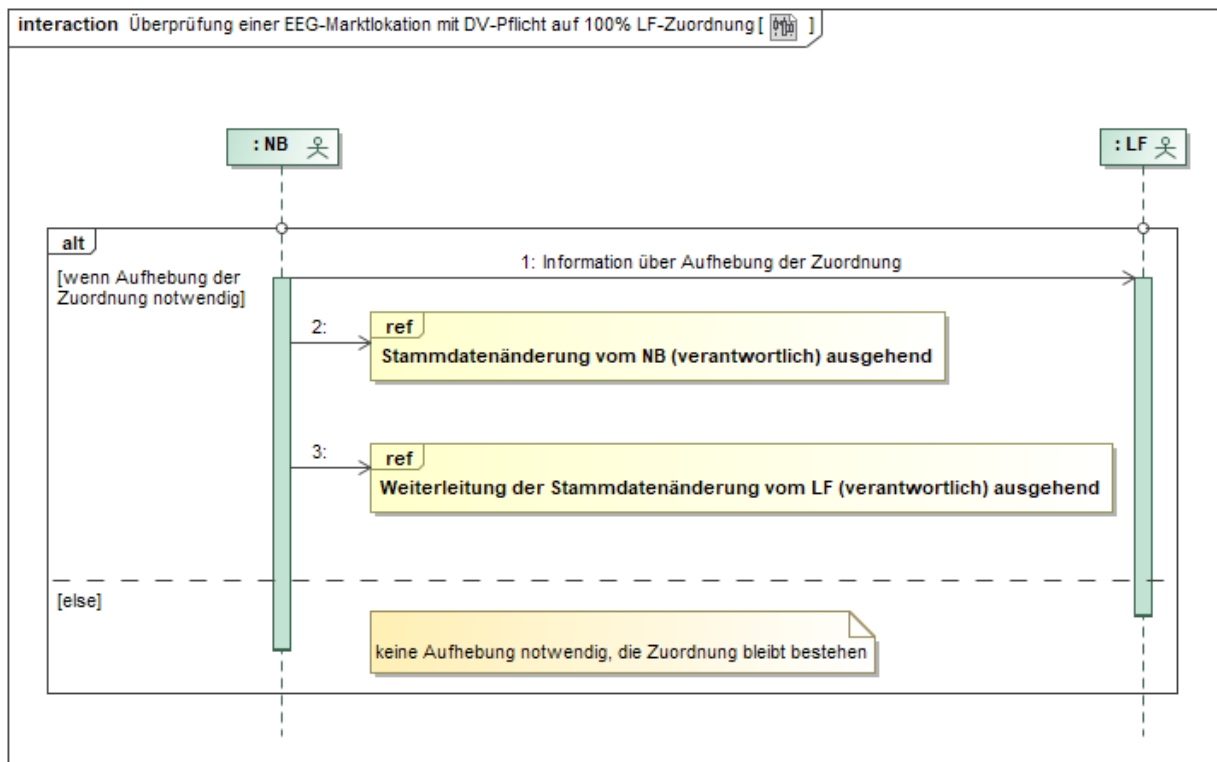 interaction Überprüfung einer EEG-Marktlokation mit DV-Pflicht auf 100% LF-Zuordnung [ ]
: NB
: LF
alt
[wenn Aufhebung der
Zuordnung notwendig]
1: Information über Aufhebung der Zuordnung
2:
ref
Stammdatenänderung vom NB (verantwortlich) ausgehend
3:
ref
Weiterleitung der Stammdatenänderung vom LF (verantwortlich) ausgehend
[else]
keine Aufhebung notwendig, die Zuordnung bleibt bestehen